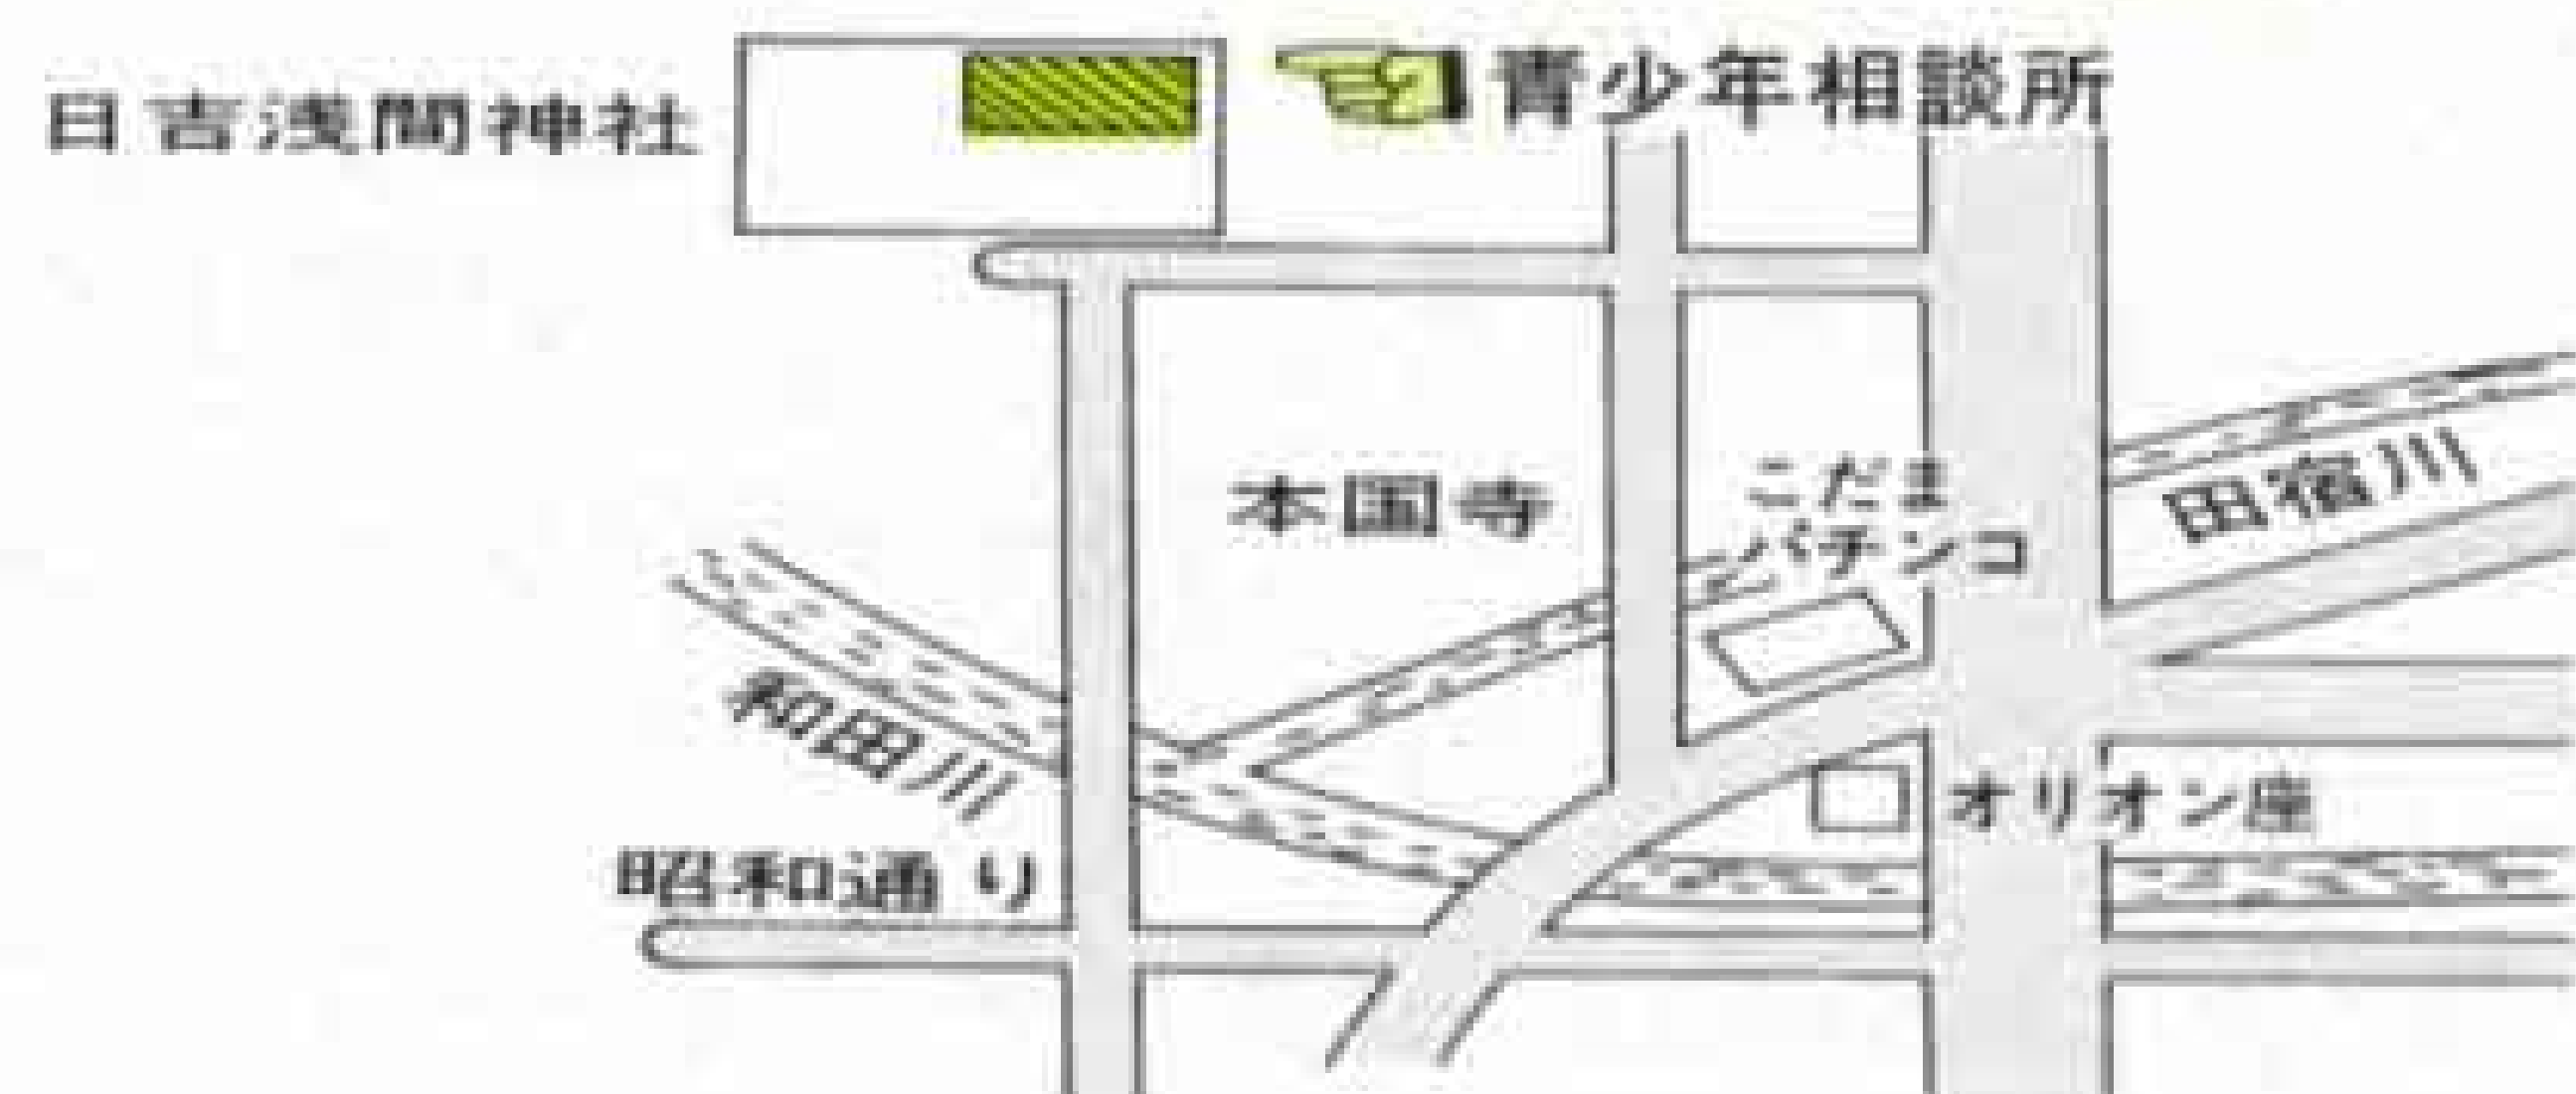 青少年相談所
日吉浅間神社
本国寺
こだま
パチンコ
田宿川
和田川
オリオン座
昭和通り